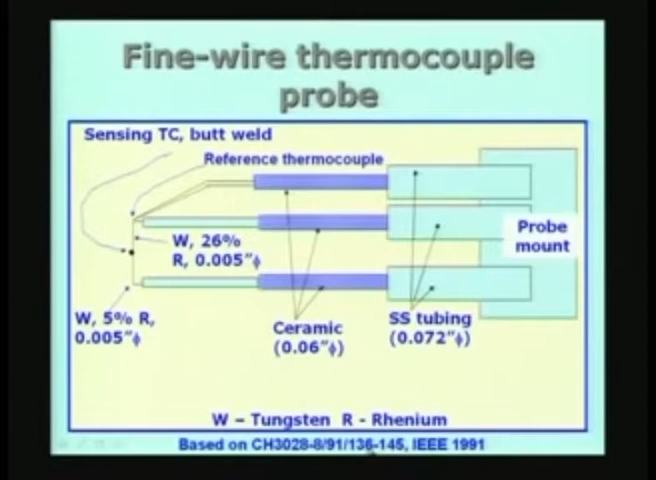 Fine-wire thermocouple
probe
Sensing TC, butt weld
Reference thermocouple
W, 26%
R, 0.005"ϕ
Probe
mount
W, 5% R,
0.005"ϕ
Ceramic
(0.06"ϕ)
SS tubing
(0.072"ϕ)
W – Tungsten R - Rhenium
Based on CH3028-8/91/136-145, IEEE 1991